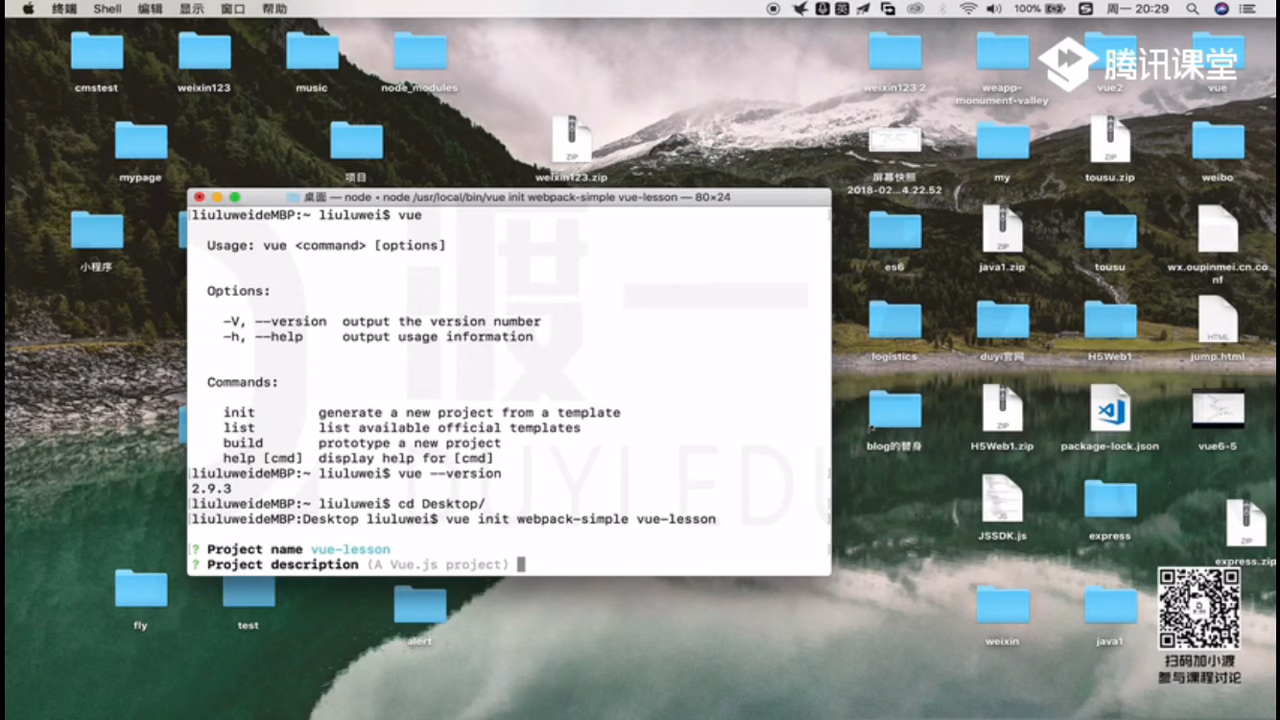 终端 Shell 编辑 显示 窗口 帮助
英 100% 周一 20:29
腾讯课堂
cmstest
weixin123
music
node_modules
weixin123 2
weapp-monument-valley
vue2
vue
mypage
项目
weixin123.zip
屏幕快照
2018-02...4.22.52
my
tousu.zip
weibo
小程序
es6
java1.zip
tousu
wx.oupinmei.cn.conf
logistics
duyi官网
H5Web1
jump.html
blog的替身
H5Web1.zip
package-lock.json
vue6-5
JSSDK.js
express
express.zip
fly
test
alert
weixin
java1
桌面 — node • node /usr/local/bin/vue init webpack-simple vue-lesson — 80×24
liuluweideMBP:~ liuluwei$ vue
Usage: vue <command> [options]
Options:
-V, --version output the version number
-h, --help output usage information
Commands:
init generate a new project from a template
list list available official templates
build prototype a new project
help [cmd] display help for [cmd]
liuluweideMBP:~ liuluwei$ vue --version
2.9.3
liuluweideMBP:~ liuluwei$ cd Desktop/
liuluweideMBP:Desktop liuluwei$ vue init webpack-simple vue-lesson
? Project name vue-lesson
? Project description (A Vue.js project)
渡一
DUYI EDU
扫码加小渡
参与课程讨论